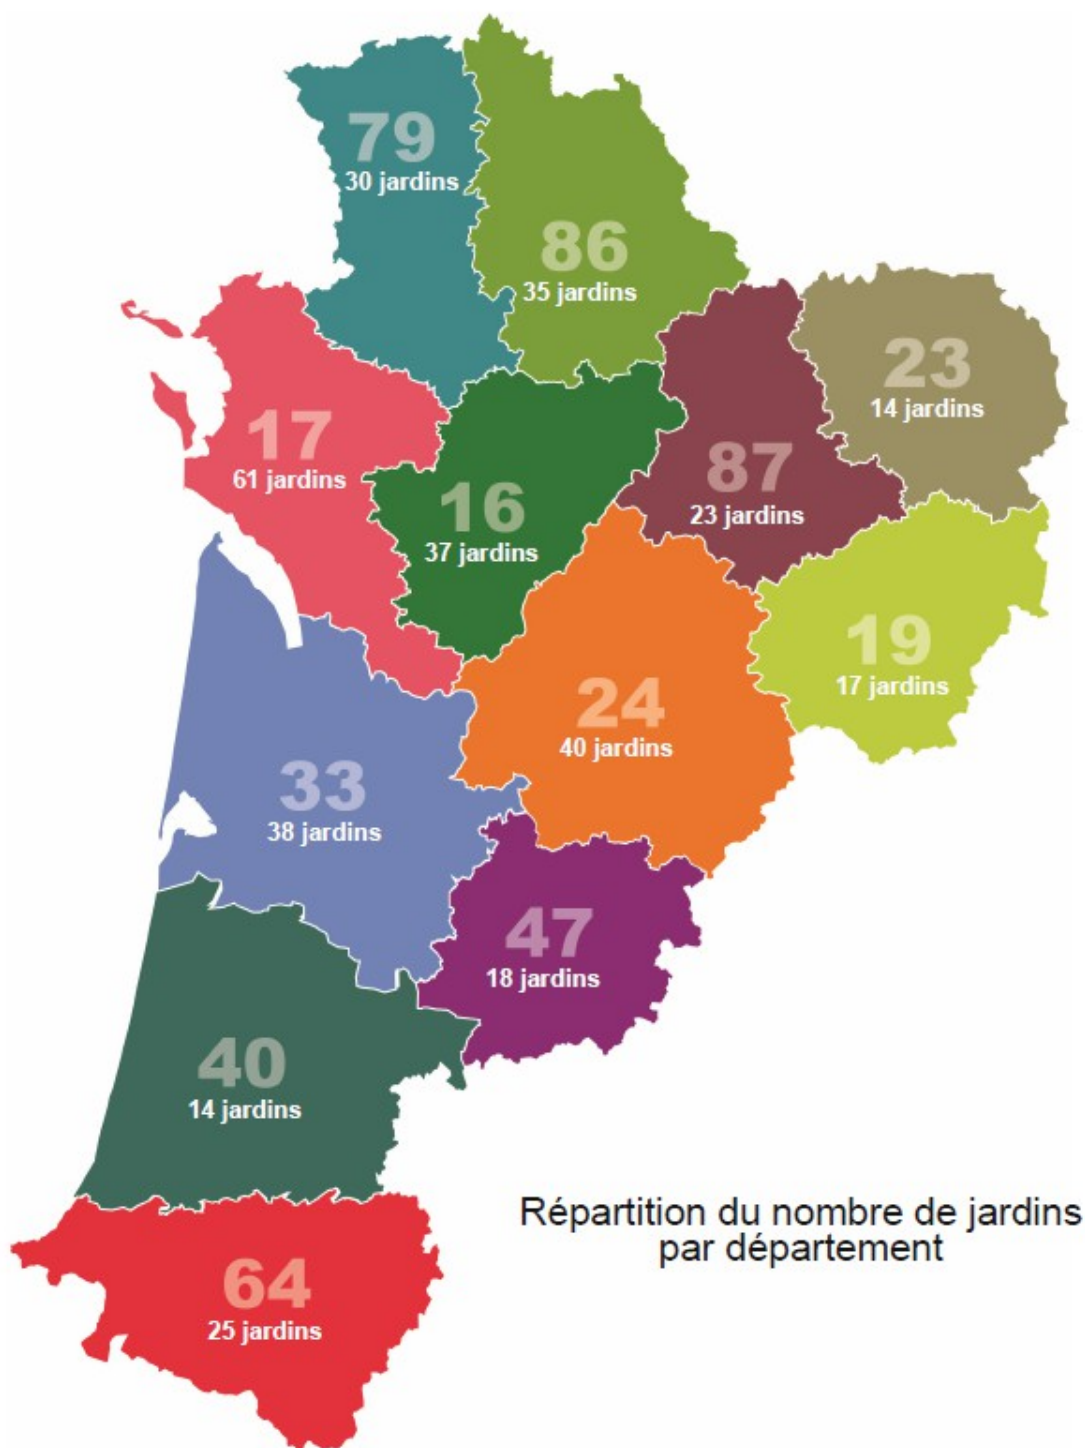 79
30 jardins
86
35 jardins
23
14 jardins
17
61 jardins
87
23 jardins
16
37 jardins
19
17 jardins
24
40 jardins
33
38 jardins
47
18 jardins
40
14 jardins
Répartition du nombre de jardins
par département
64
25 jardins